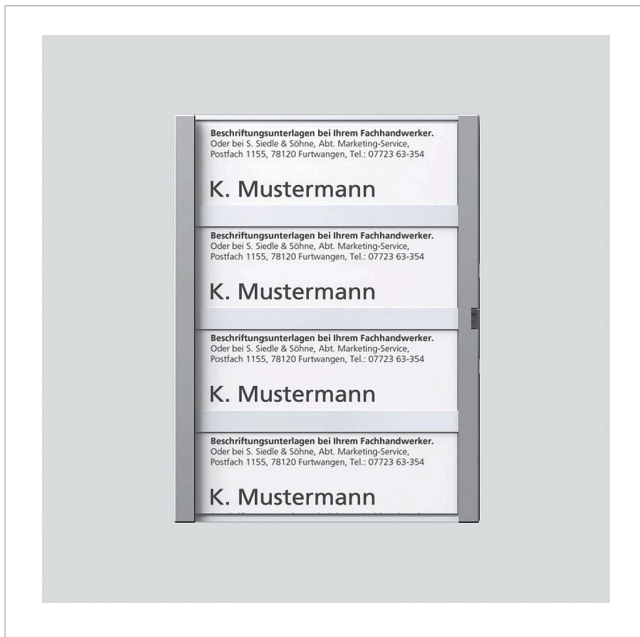 Beschriftungsunterlagen bei Ihrem Fachhandwerker.
Oder bei S. Siedle & Söhne, Abt. Marketing-Service,
Postfach 1155, 78120 Furtwangen, Tel.: 07723 63-354
K. Mustermann
Beschriftungsunterlagen bei Ihrem Fachhandwerker.
Oder bei S. Siedle & Söhne, Abt. Marketing-Service,
Postfach 1155, 78120 Furtwangen, Tel.: 07723 63-354
K. Mustermann
Beschriftungsunterlagen bei Ihrem Fachhandwerker.
Oder bei S. Siedle & Söhne, Abt. Marketing-Service,
Postfach 1155, 78120 Furtwangen, Tel.: 07723 63-354
K. Mustermann
Beschriftungsunterlagen bei Ihrem Fachhandwerker.
Oder bei S. Siedle & Söhne, Abt. Marketing-Service,
Postfach 1155, 78120 Furtwangen, Tel.: 07723 63-354
K. Mustermann